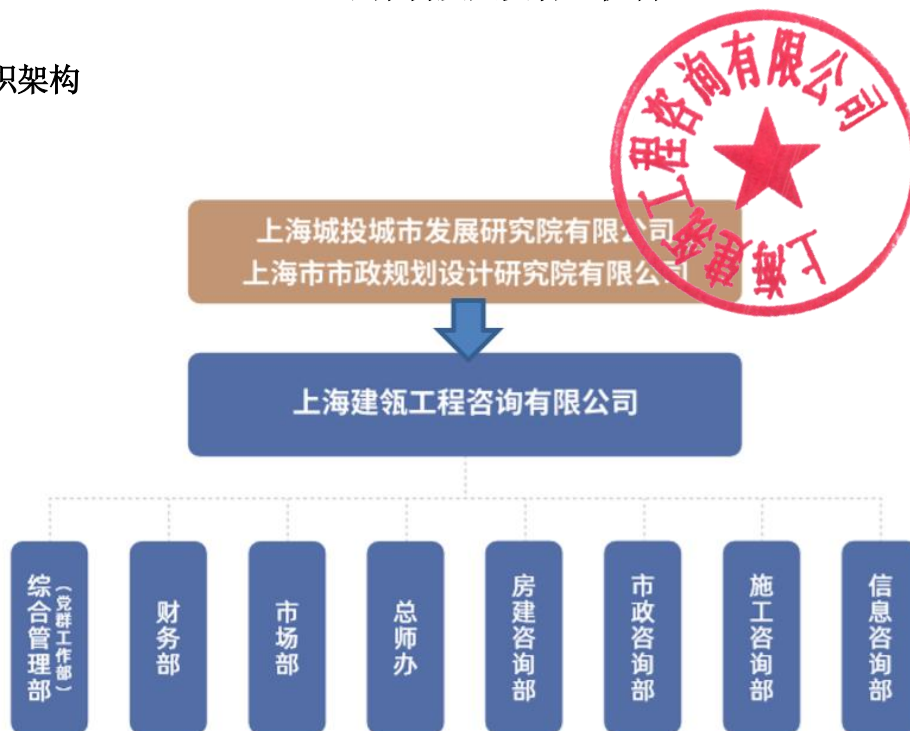 织架构
上海城投城市发展研究院有限公司
上海市市政规划设计研究院有限公司
上海建瓴工程咨询有限公司
综合管理部
（党群工作部）
财务部
市场部
总师办
房建咨询部
市政咨询部
施工咨询部
信息咨询部
上海建瓴工程咨询有限公司